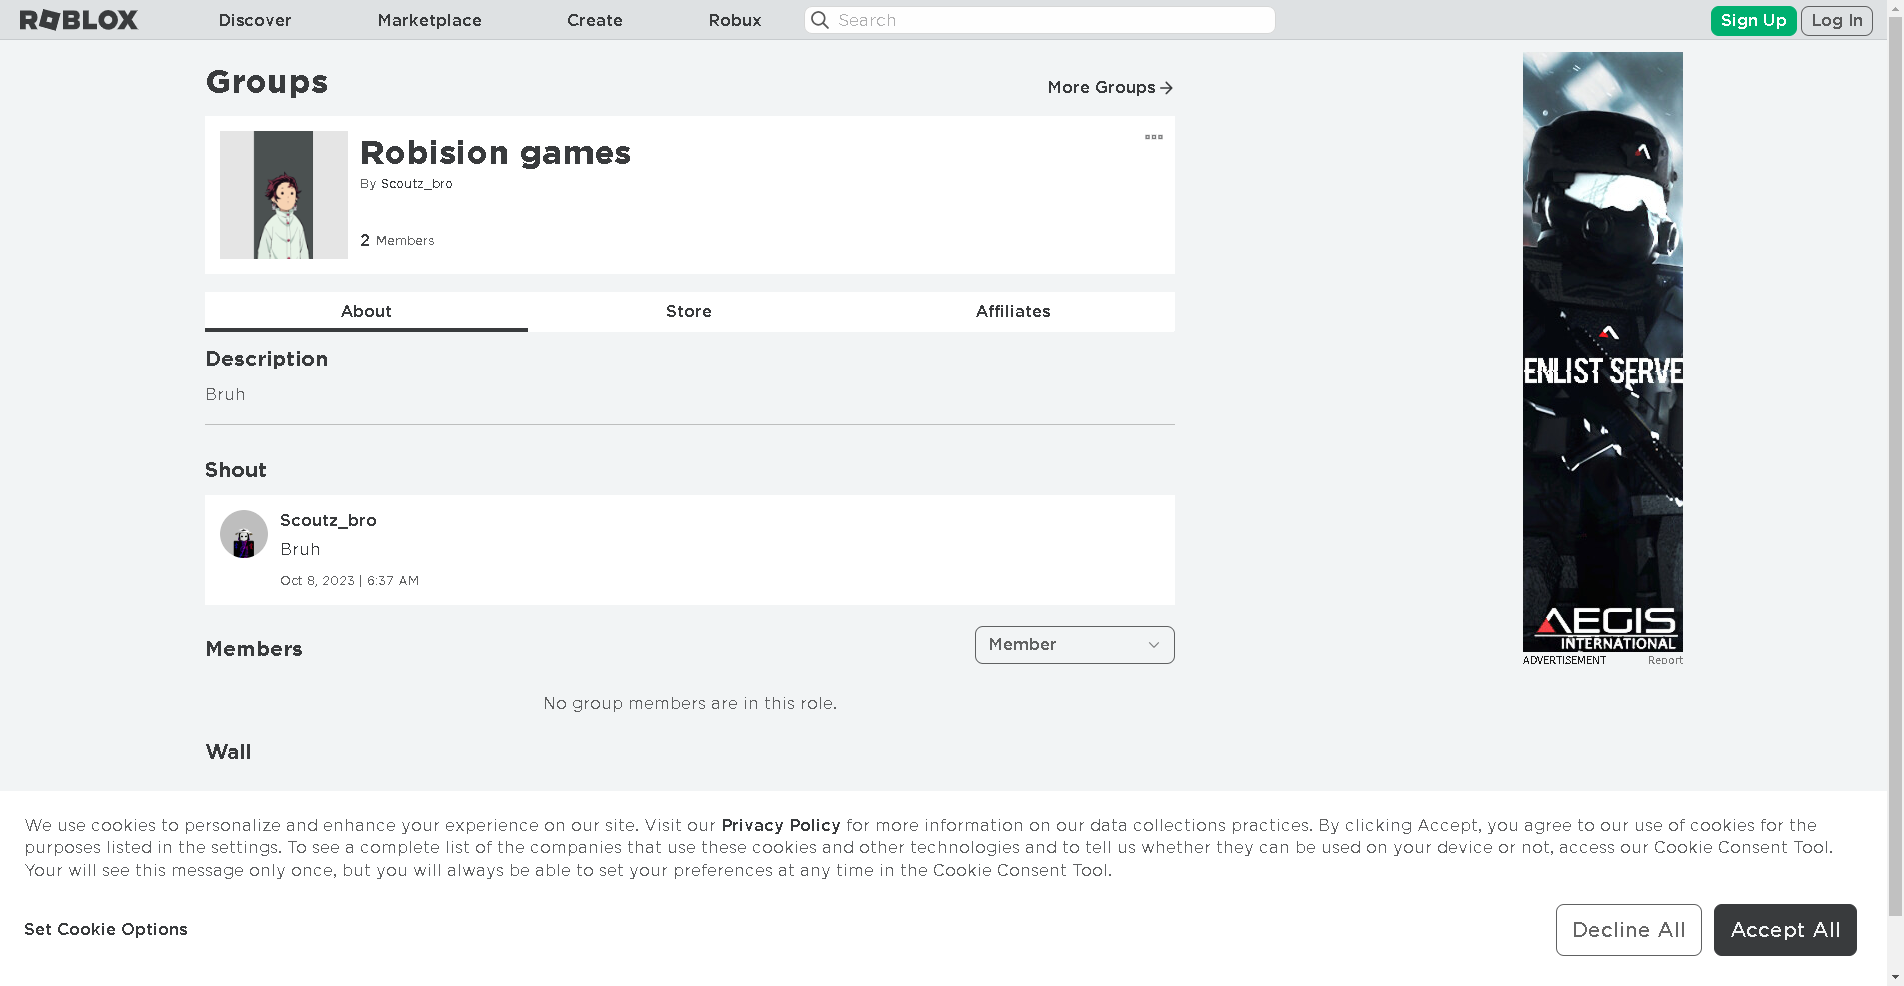 ROBLOX
Discover
Marketplace
Create
Robux
Search
Sign Up
Log In
Groups
More Groups
Robision games
By Scoutz_bro
2 Members
About
Store
Affiliates
Description
Bruh
Shout
Scoutz_bro
Bruh
Oct 8, 2023 | 6:37 AM
Members
Member
No group members are in this role.
Wall
ENLIST SERVE
AEGIS
INTERNATIONAL
ADVERTISEMENT
Report
We use cookies to personalize and enhance your experience on our site. Visit our Privacy Policy for more information on our data collections practices. By clicking Accept, you agree to our use of cookies for the
purposes listed in the settings. To see a complete list of the companies that use these cookies and other technologies and to tell us whether they can be used on your device or not, access our Cookie Consent Tool.
Your will see this message only once, but you will always be able to set your preferences at any time in the Cookie Consent Tool.
Set Cookie Options
Decline All
Accept All